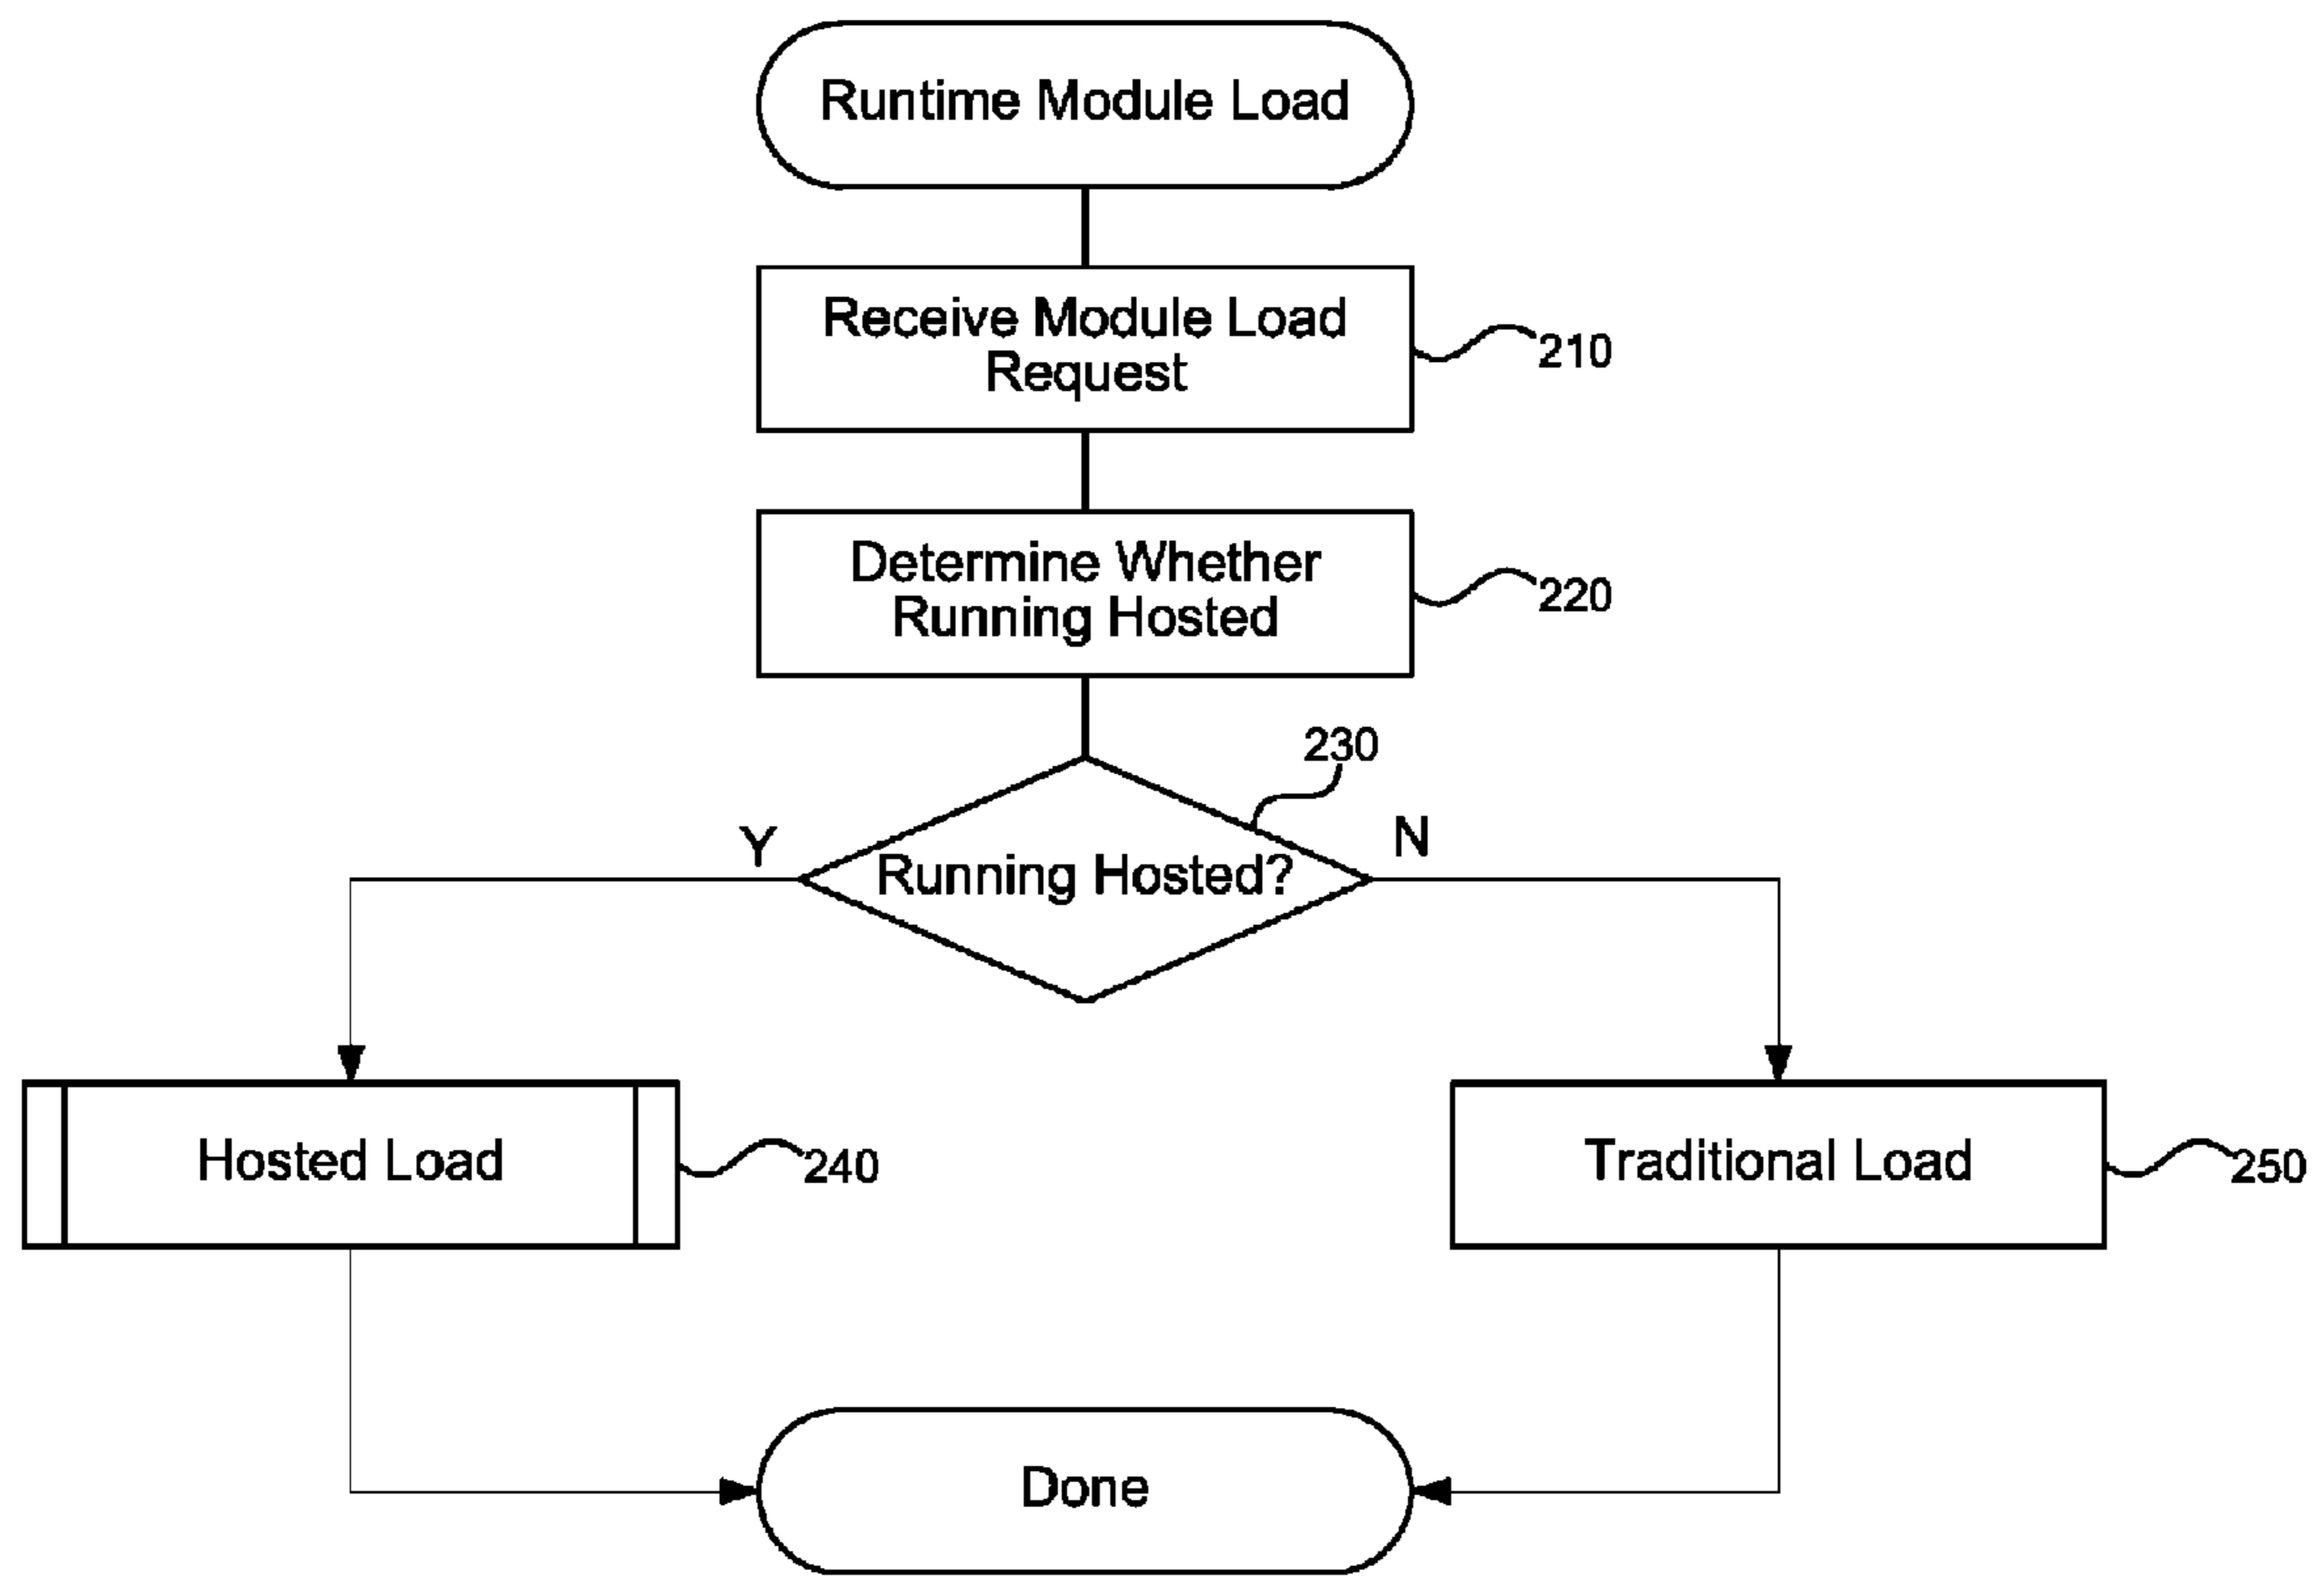 Runtime Module Load
Receive Module Load
Request
210
Determine Whether
Running Hosted
220
230
Y
N
Running Hosted?
Hosted Load
240
Traditional Load
250
Done